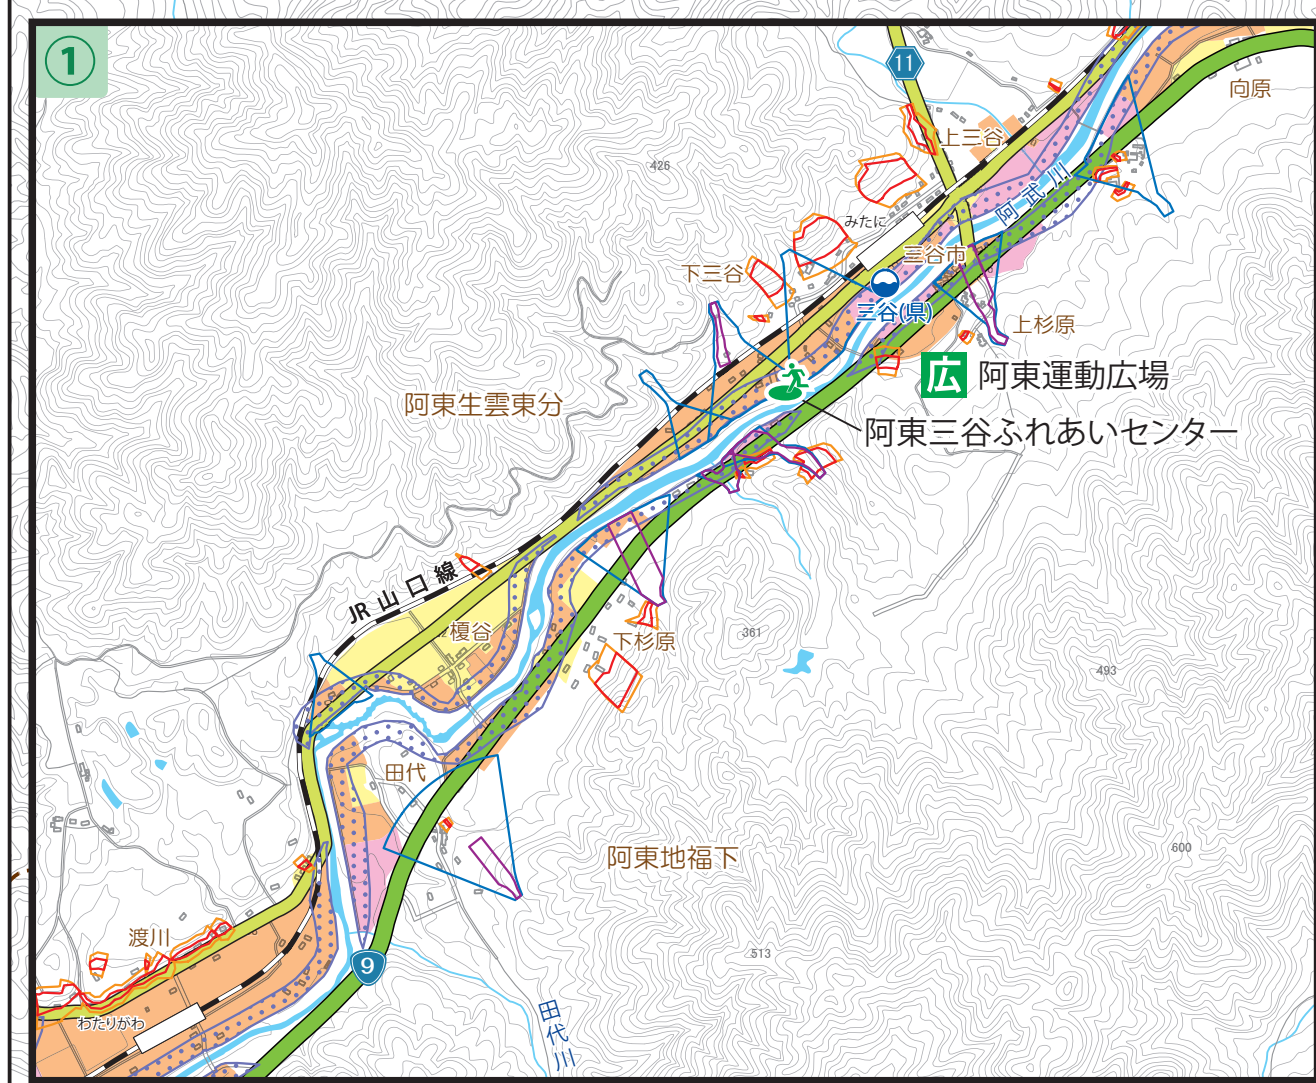 ①
11
向原
上三谷
426
阿武川
みたに
三谷市
下三谷
三谷(県)
上杉原
広 阿東運動広場
阿東生雲東分
阿東三谷ふれあいセンター
JR山口線
榎谷
下杉原
361
493
田代
阿東地福下
600
渡川
513
9
わたりがわ
田代川